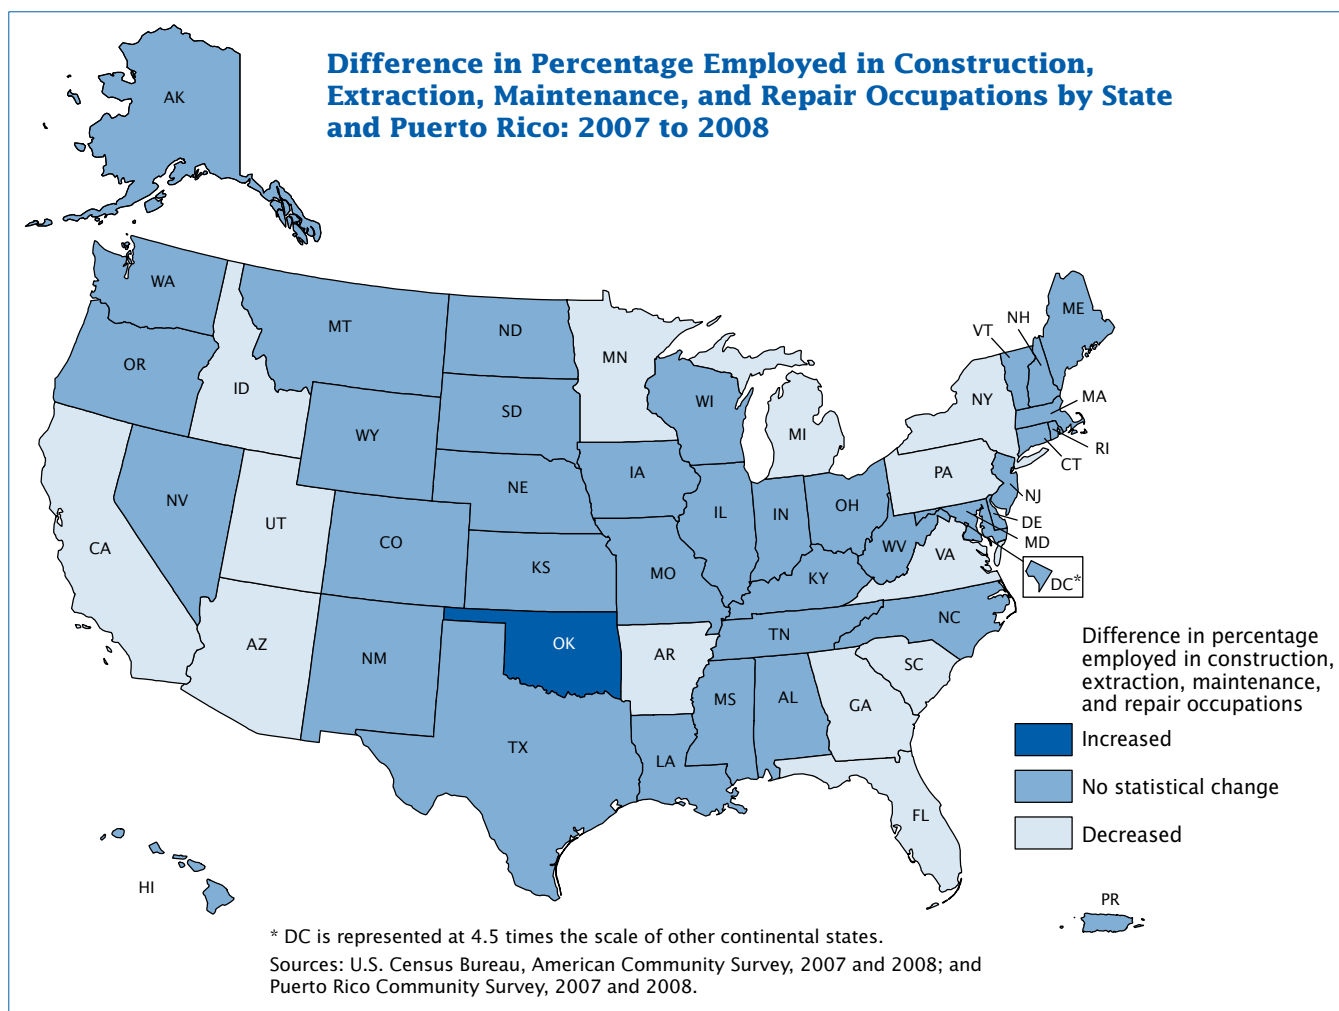 Difference in Percentage Employed in Construction,
Extraction, Maintenance, and Repair Occupations by State
and Puerto Rico: 2007 to 2008
AK
WA
MT
ND
MN
OR
ID
SD
WI
WY
MI
NY
VT
NH
ME
MA
RI
CT
PA
NJ
DE
MD
DC*
NV
UT
CO
NE
IA
IL
IN
OH
WV
VA
CA
KS
MO
KY
NC
TN
AZ
NM
OK
AR
SC
MS
AL
GA
TX
LA
FL
HI
PR
Difference in percentage
employed in construction,
extraction, maintenance,
and repair occupations
Increased
No statistical change
Decreased
* DC is represented at 4.5 times the scale of other continental states.
Sources: U.S. Census Bureau, American Community Survey, 2007 and 2008; and
Puerto Rico Community Survey, 2007 and 2008.